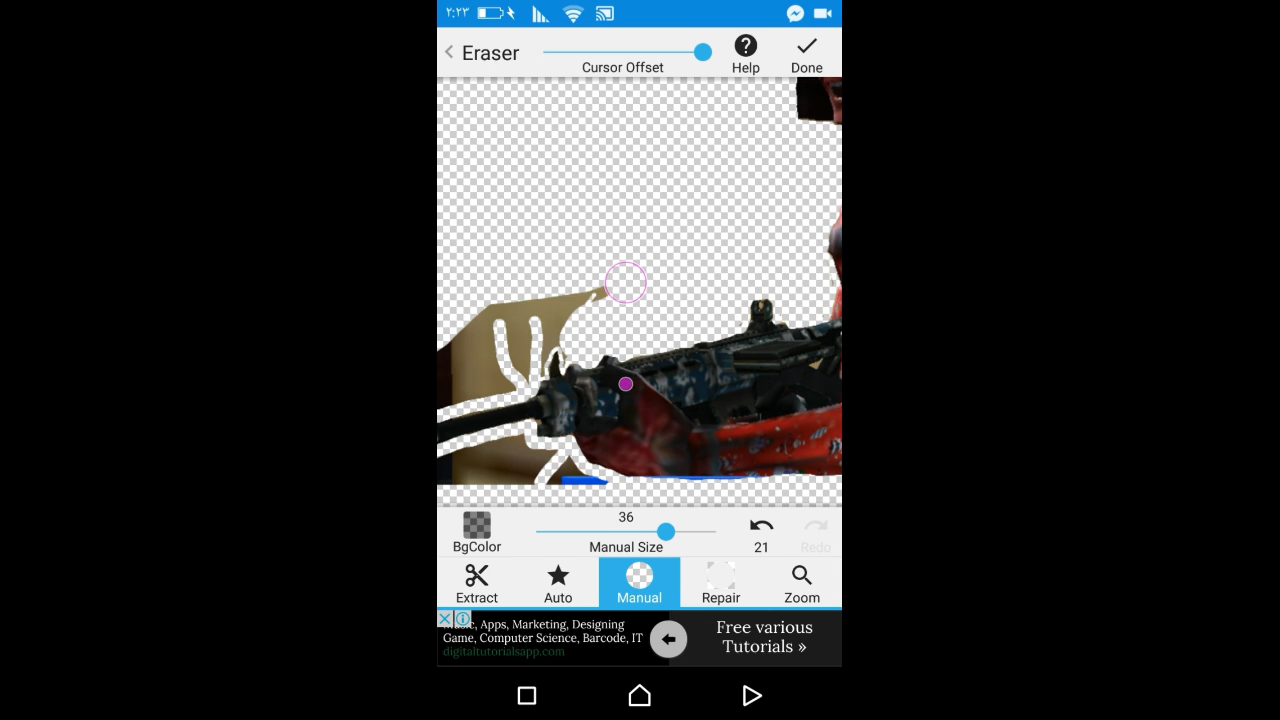 ٢:٢٣
Eraser
Cursor Offset
Help
Done
36
BgColor
Manual Size
21
Redo
Extract
Auto
Manual
Repair
Zoom
Apps, Marketing, Designing
Game, Computer Science, Barcode, IT
digitaltutorialsapp.com
Free various
Tutorials »